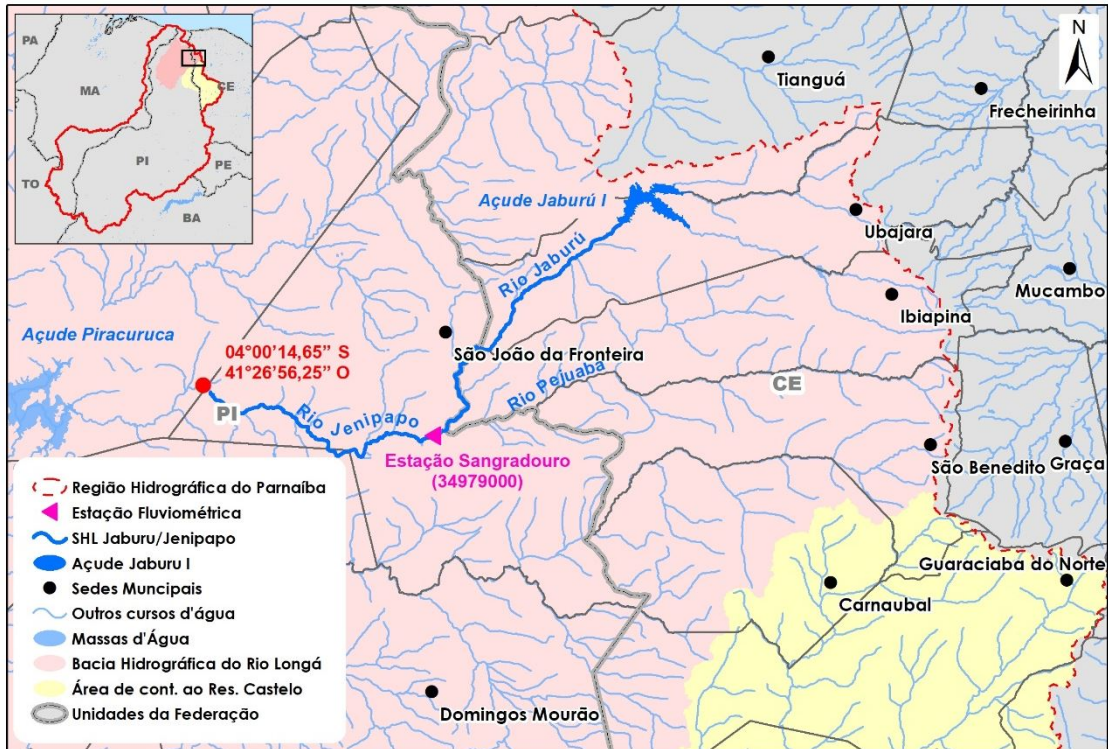 PA
MA
CE
PI
PE
TO
BA
N
Tianguá
Frecheirinha
Açude Jaburú I
Ubajara
Rio Jaburú
Mucambo
Ibiapina
Açude Piracuruca
São João da Fronteira
04°00'14,65" S
41°26'56,25" O
Rio Pejuaba
CE
PI
Rio Jenipapo
Estação Sangradouro
(34979000)
São Benedito
Graça
Região Hidrográfica do Parnaíba
Estação Fluviométrica
SHL Jaburu/Jenipapo
Açude Jaburu I
Sedes Muncipais
Outros cursos d'água
Massas d'Água
Bacia Hidrográfica do Rio Longá
Área de cont. ao Res. Castelo
Unidades da Federação
Guaraciaba do Norte
Carnaubal
Domingos Mourão